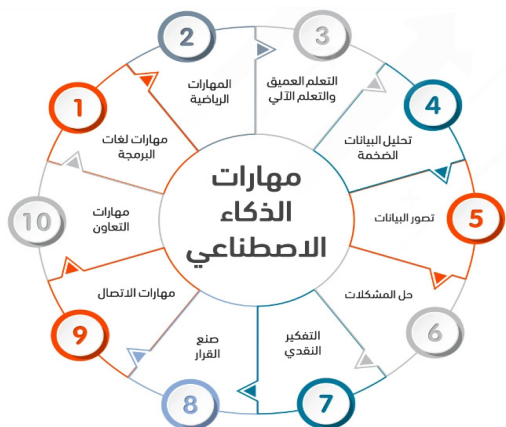 مهارات
الذكاء
الاصطناعي
1
مهارات لغات
البرمجة
2
المهارات
الرياضية
3
التعلم العميق
والتعلم الآلي
4
تحليل البيانات
الضخمة
5
تصور البيانات
6
حل المشكلات
7
التفكير
النقدي
8
صنع
القرار
9
مهارات الاتصال
10
مهارات
التعاون